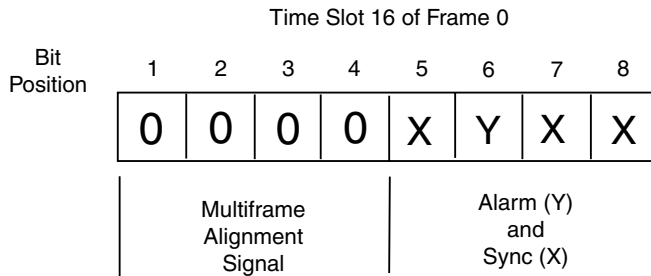 Time Slot 16 of Frame 0
Bit
Position
1 2 3 4 5 6 7 8
0 0 0 0 X Y X X
Multiframe
Alignment
Signal
Alarm (Y)
and
Sync (X)